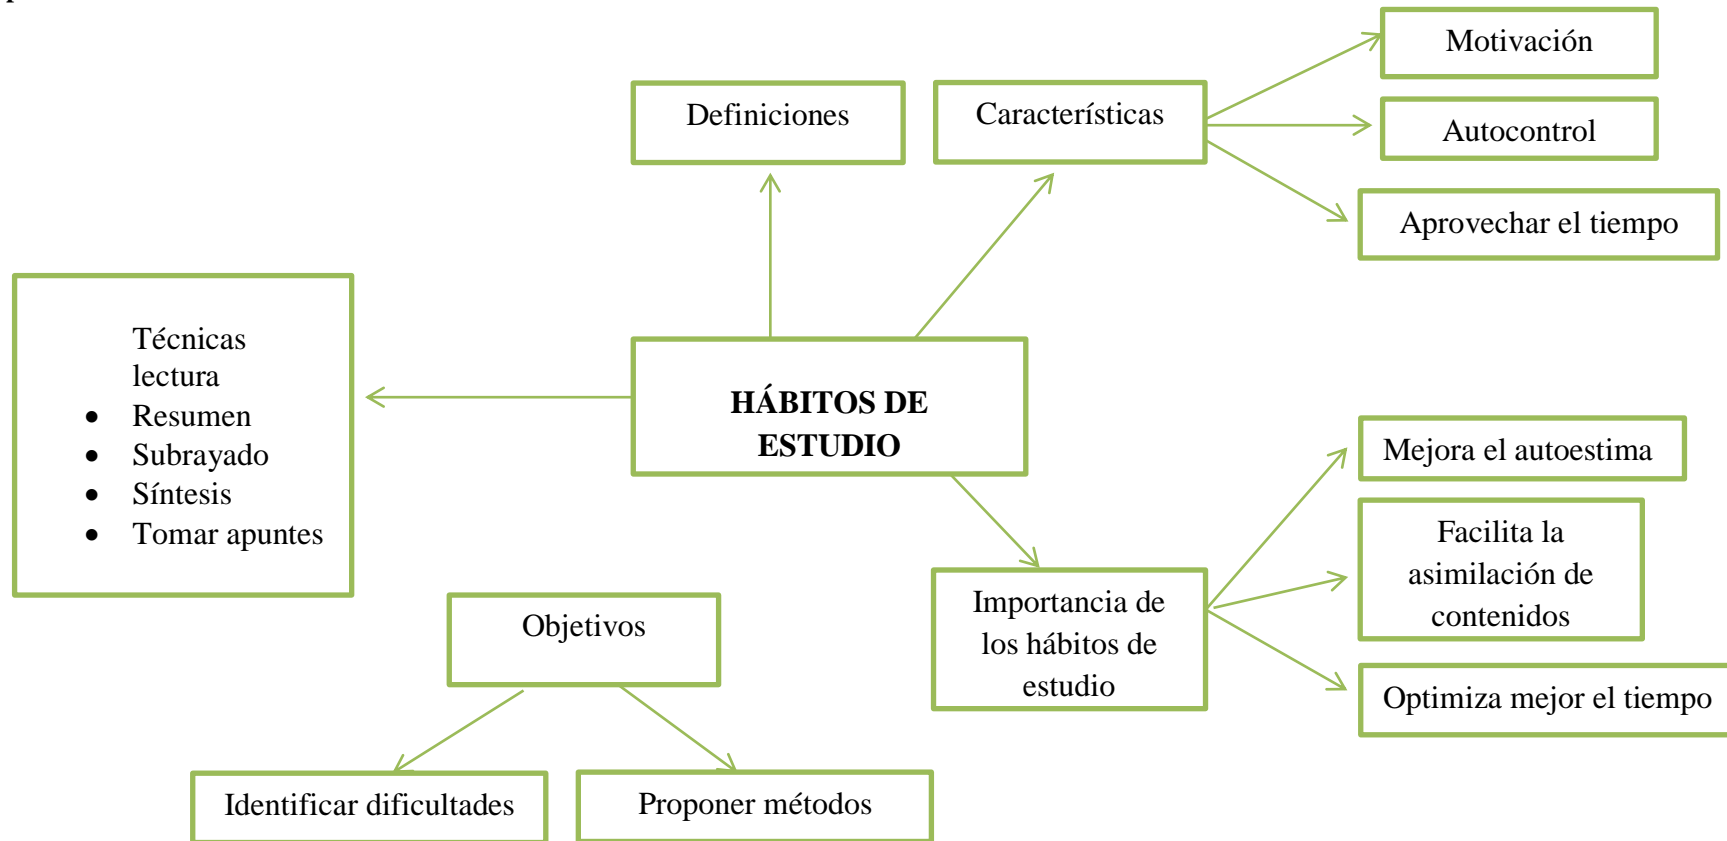 Motivación
Definiciones
Características
Autocontrol
Aprovechar el tiempo
Técnicas
lectura
• Resumen
• Subrayado
• Síntesis
• Tomar apuntes
HÁBITOS DE
ESTUDIO
Mejora el autoestima
Facilita la
asimilación de
contenidos
Importancia de
los hábitos de
estudio
Optimiza mejor el tiempo
Objetivos
Identificar dificultades
Proponer métodos